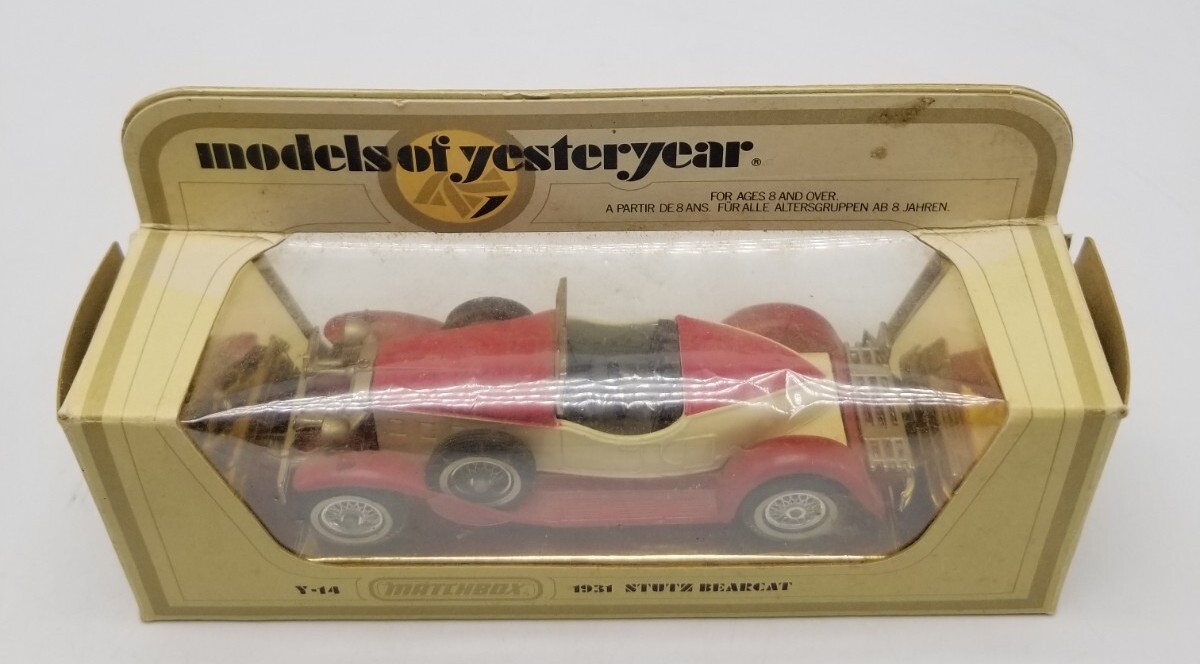 models of yesteryear®
FOR AGES 8 AND OVER.
A PARTIR DE 8 ANS. FÜR ALLE ALTERSGRUPPEN AB 8 JAHREN.
Y-14 MATCHBOX 1931 STUTZ BEARCAT